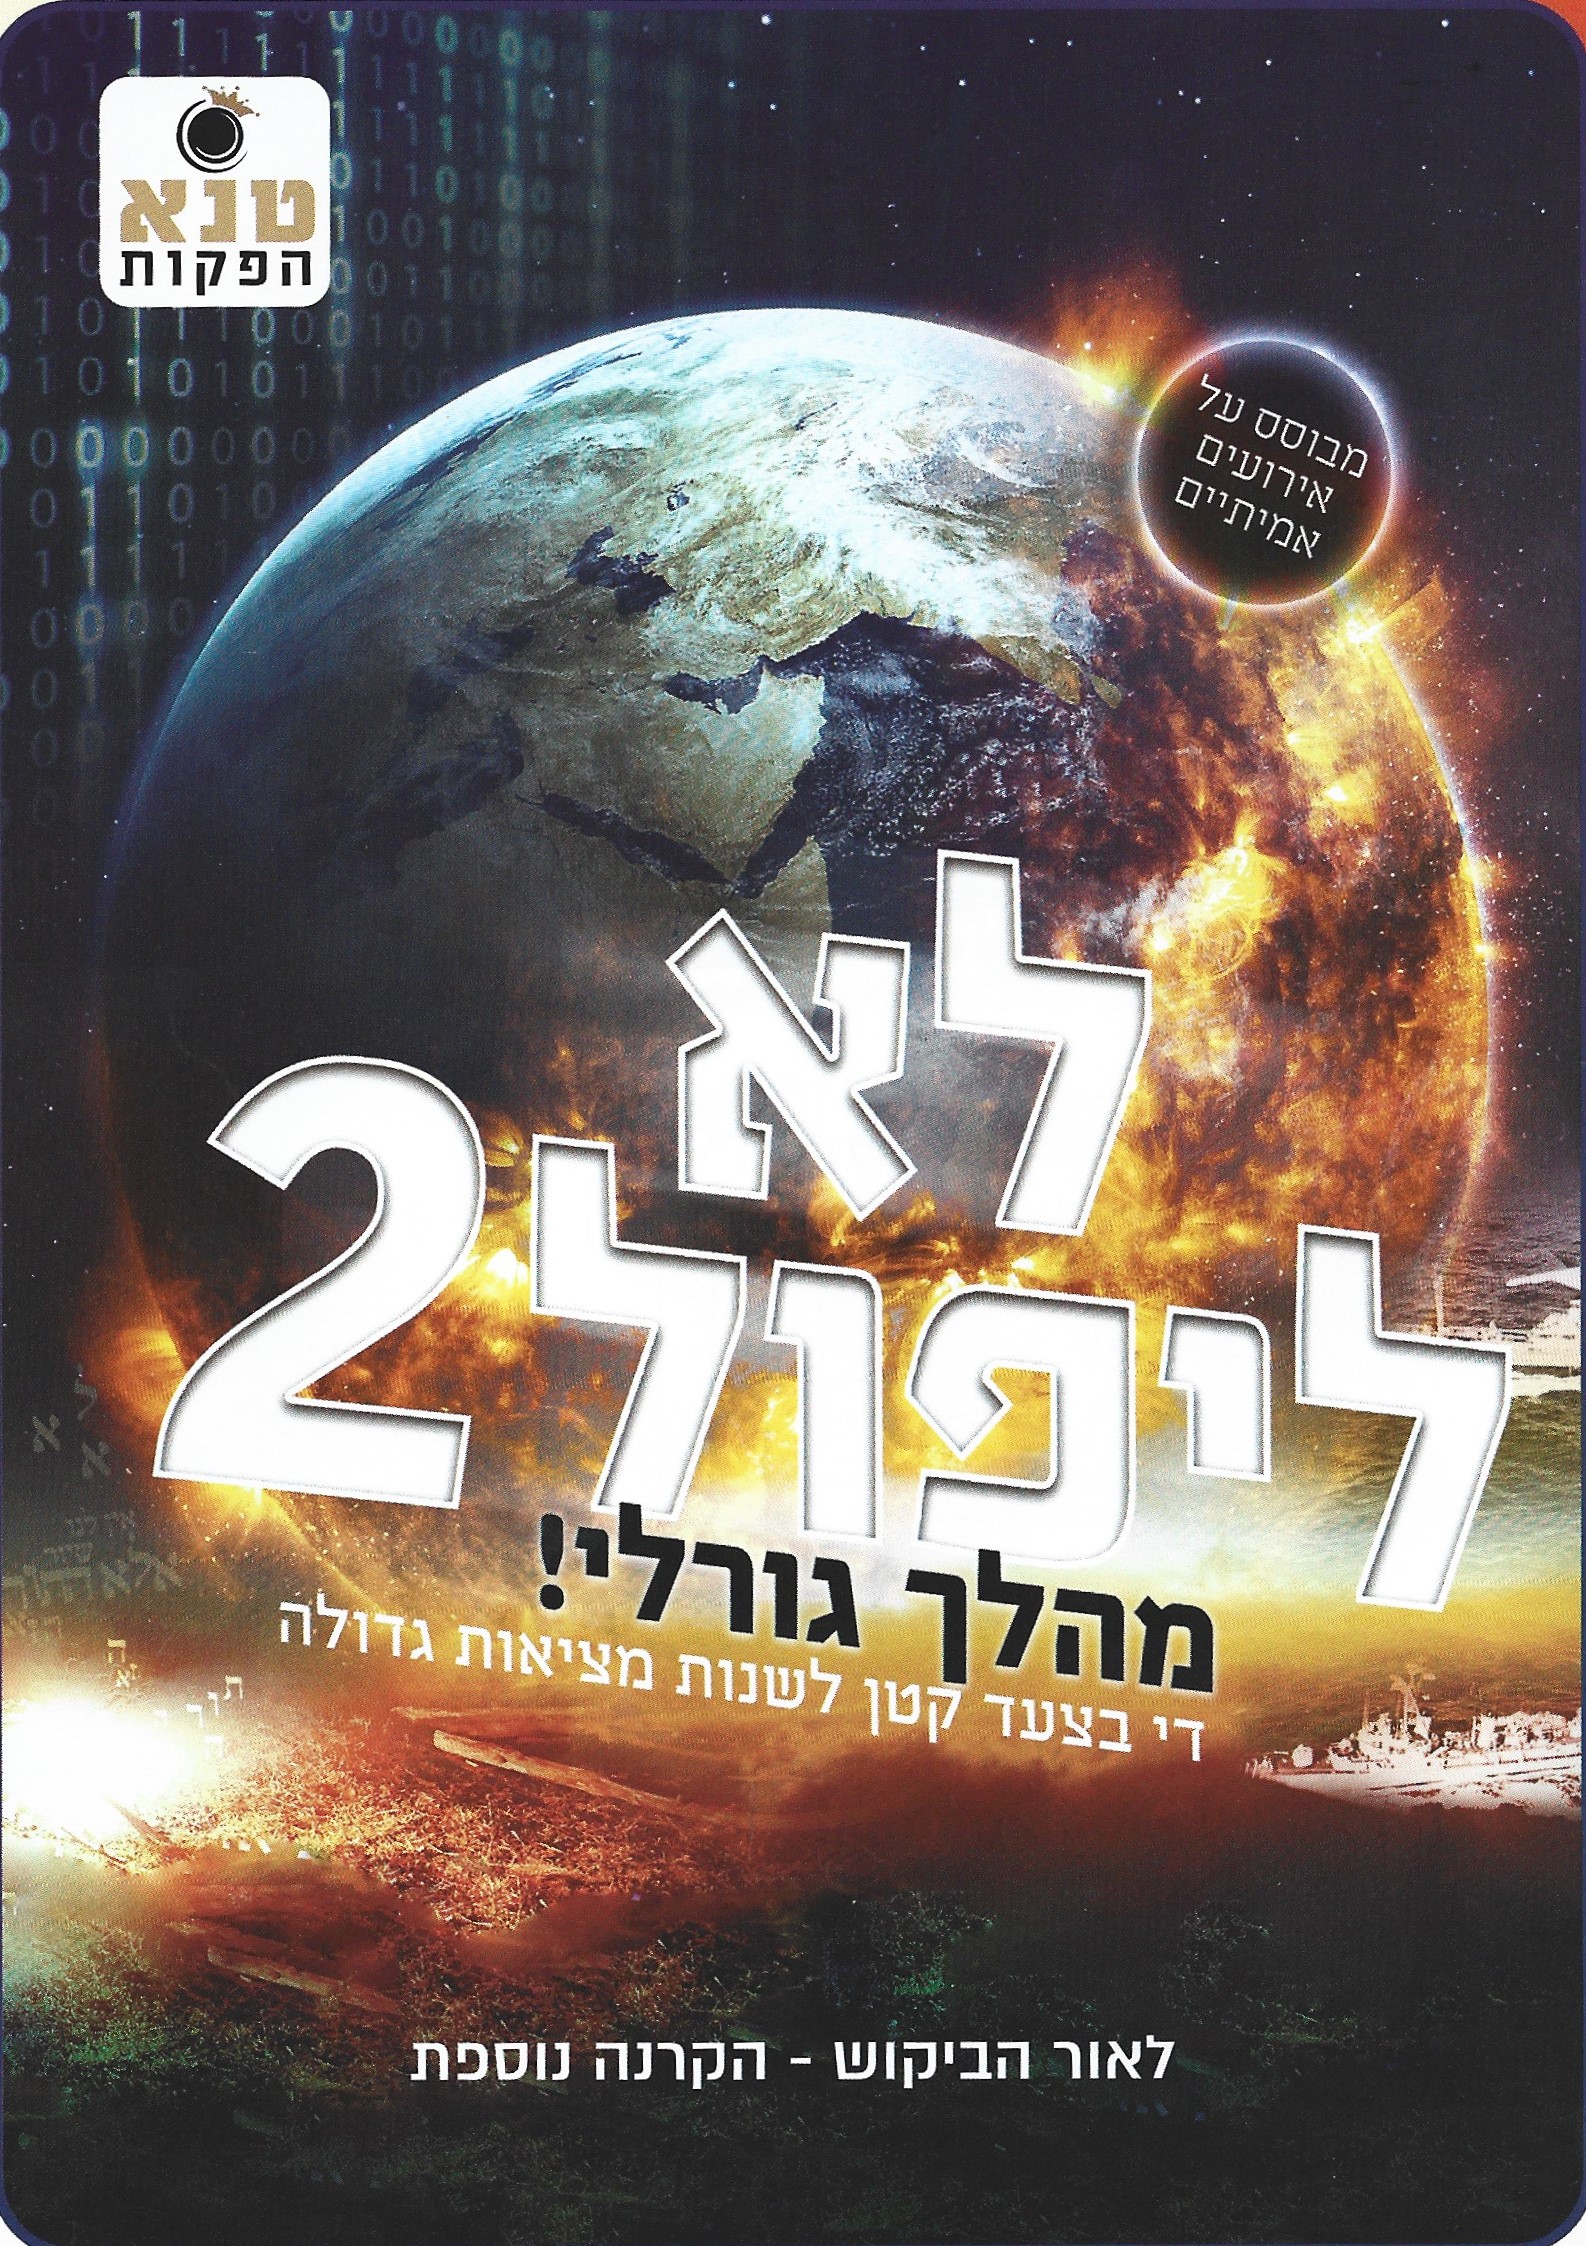 טנא
הפקות
מבוסס על
אירועים
אמיתיים
לא
ליפול 2
מהלך גורלי!
די בצעד קטן לשנות מציאות גדולה
לאור הביקוש - הקרנה נוספת